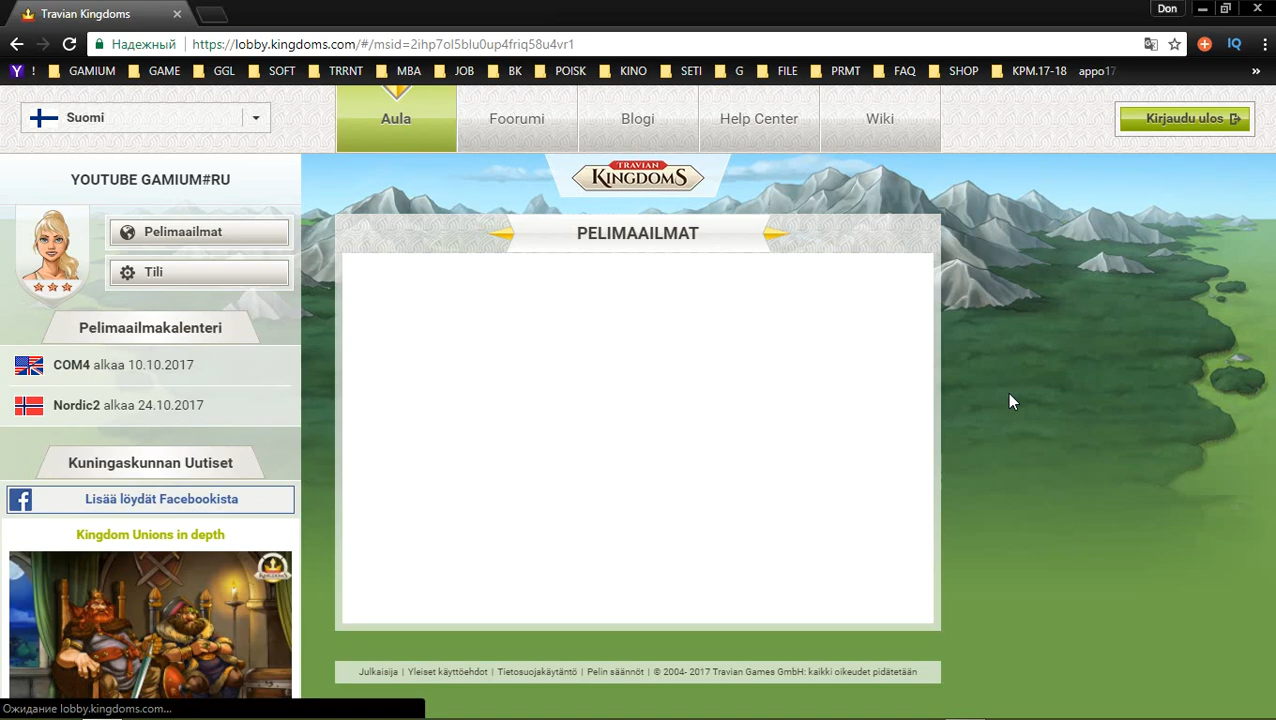 Travian Kingdoms
Don
Надежный
https://lobby.kingdoms.com/#/msid=2ihp7ol5blu0up4friq58u4vr1
!
GAMIUM
GAME
GGL
SOFT
TRRNT
MBA
JOB
BK
POISK
KINO
SETI
G
FILE
PRMT
FAQ
SHOP
KPM.17-18
appo17
Suomi
Aula
Foorumi
Blogi
Help Center
Wiki
Kirjaudu ulos
TRAVIAN
KINGDOMS
YOUTUBE GAMIUM#RU
Pelimaailmat
Tili
Pelimaailmakalenteri
COM4 alkaa 10.10.2017
Nordic2 alkaa 24.10.2017
Kuningaskunnan Uutiset
Lisää löydät Facebookista
Kingdom Unions in depth
KINGDOMS
PELIMAAILMAT
Julkaisija | Yleiset käyttöehdot | Tietosuojakäytäntö | Pelin säännöt | © 2004- 2017 Travian Games GmbH: kaikki oikeudet pidätetään
Ожидание lobby.kingdoms.com...